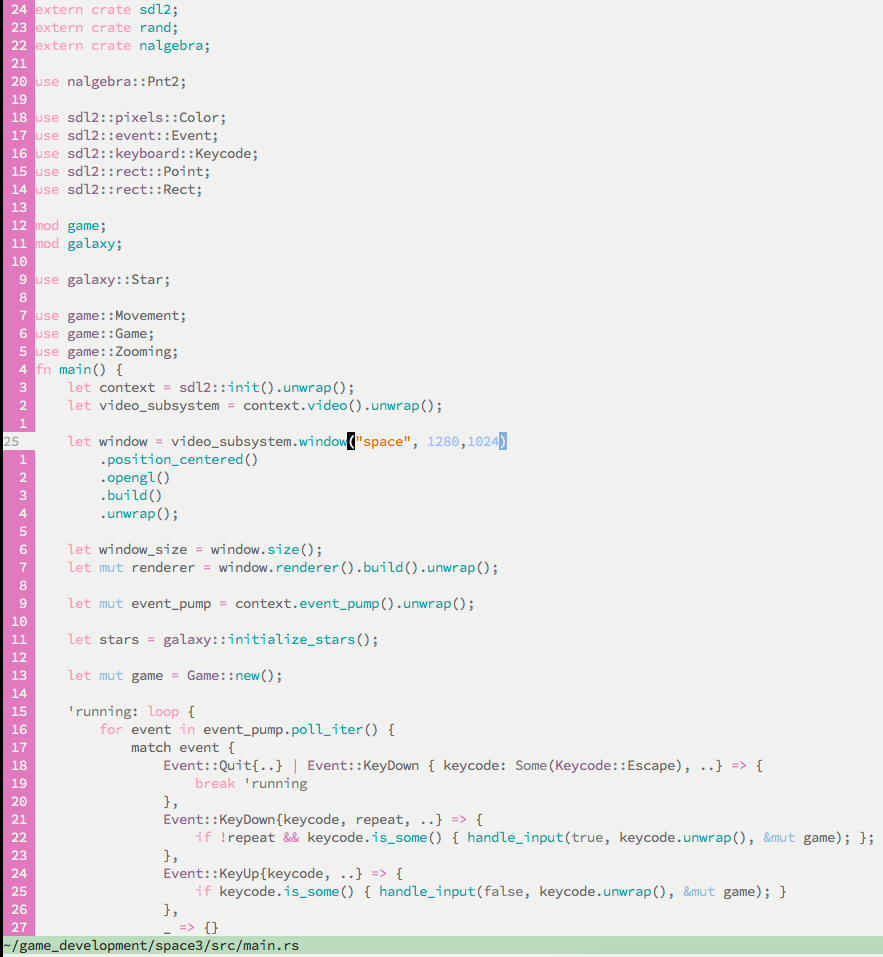 24 extern crate sdl2;
23 extern crate rand;
22 extern crate nalgebra;
21
20 use nalgebra::Pnt2;
19
18 use sdl2::pixels::Color;
17 use sdl2::event::Event;
16 use sdl2::keyboard::Keycode;
15 use sdl2::rect::Point;
14 use sdl2::rect::Rect;
13
12 mod game;
11 mod galaxy;
10
9 use galaxy::Star;
8
7 use game::Movement;
6 use game::Game;
5 use game::Zooming;
4 fn main() {
3     let context = sdl2::init().unwrap();
2     let video_subsystem = context.video().unwrap();
1
25     let window = video_subsystem.window("space", 1280,1024)
1         .position_centered()
2         .opengl()
3         .build()
4         .unwrap();
5
6     let window_size = window.size();
7     let mut renderer = window.renderer().build().unwrap();
8
9     let mut event_pump = context.event_pump().unwrap();
10
11     let stars = galaxy::initialize_stars();
12
13     let mut game = Game::new();
14
15     'running: loop {
16         for event in event_pump.poll_iter() {
17             match event {
18                 Event::Quit{..} | Event::KeyDown { keycode: Some(Keycode::Escape), ..} => {
19                     break 'running
20                 },
21                 Event::KeyDown{keycode, repeat, ..} => {
22                     if !repeat && keycode.is_some() { handle_input(true, keycode.unwrap(), &mut game); };
23                 },
24                 Event::KeyUp{keycode, ..} => {
25                     if keycode.is_some() { handle_input(false, keycode.unwrap(), &mut game); }
26                 },
27                 _ => {}
~/game_development/space3/src/main.rs